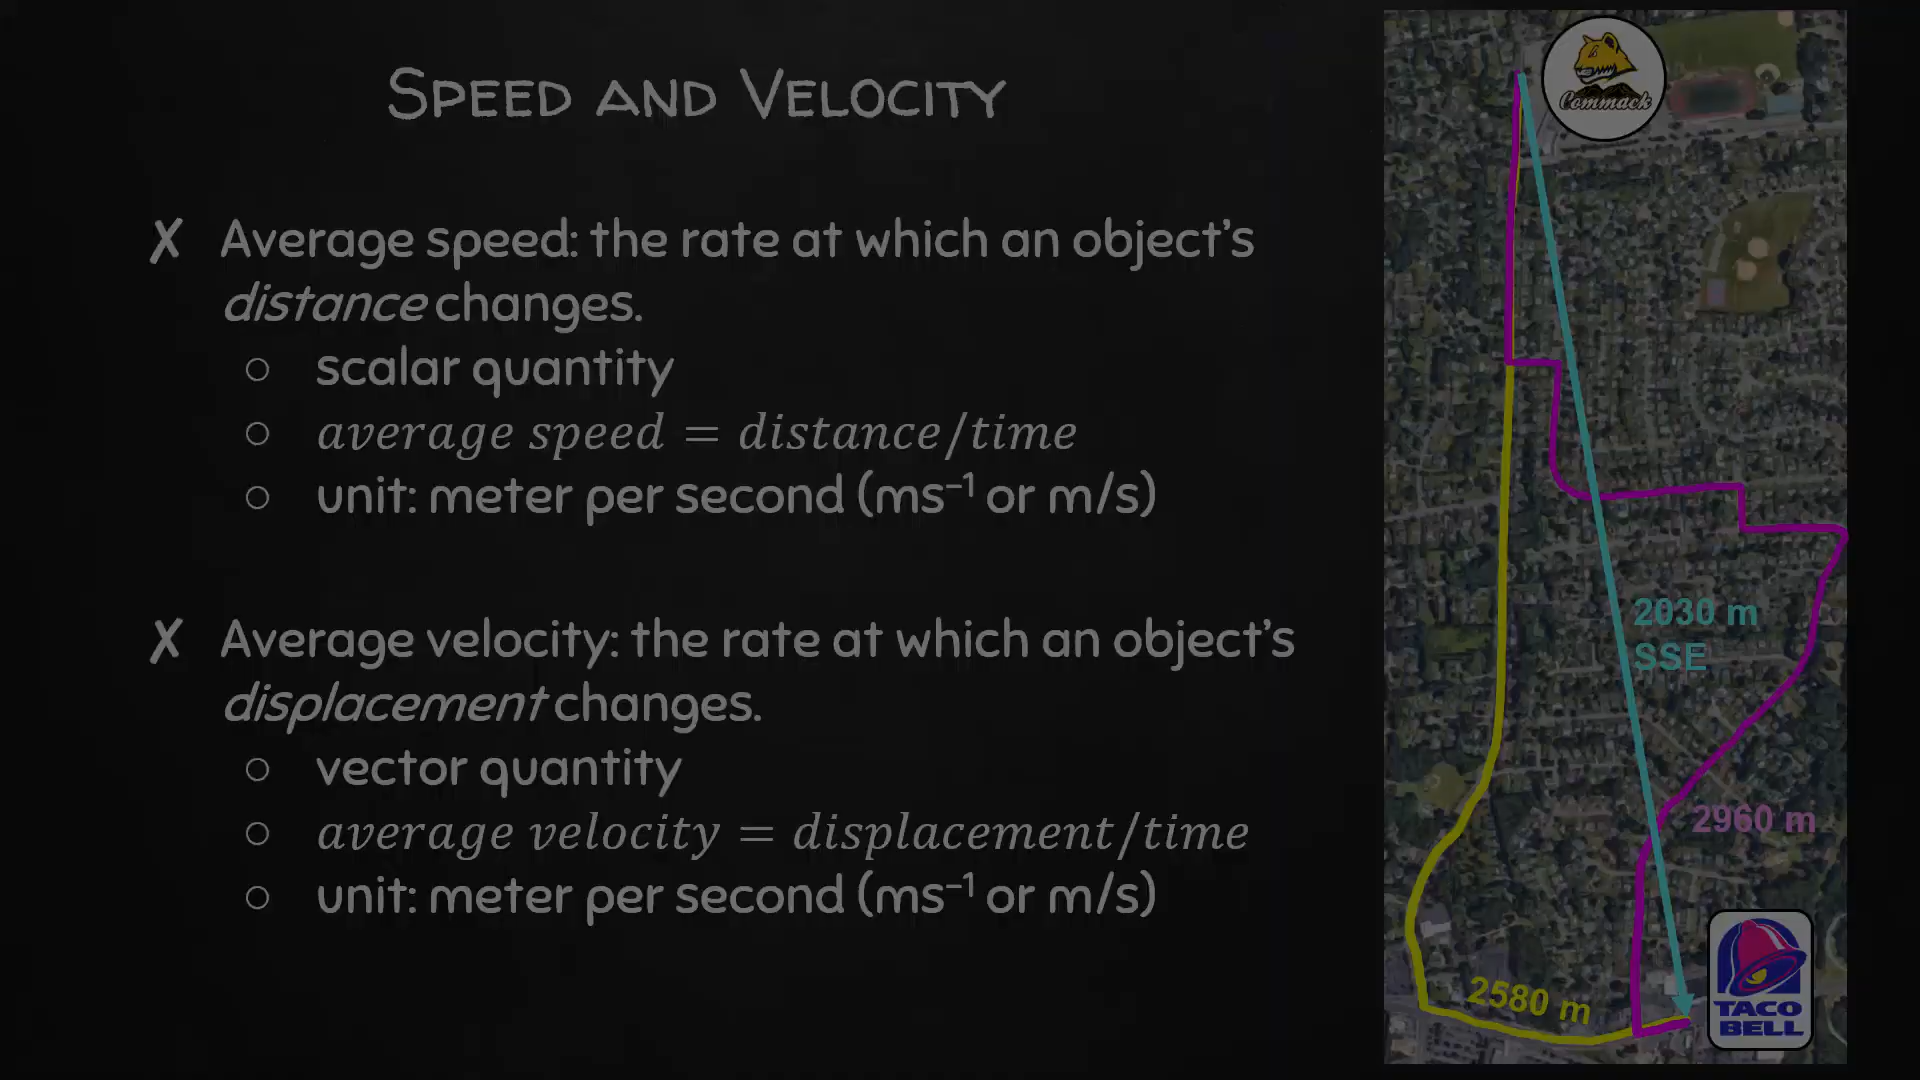 SPEED AND VELOCITY
✗ Average speed: the rate at which an object's
distance changes.
○ scalar quantity
○ average speed = distance/time
○ unit: meter per second (ms⁻¹ or m/s)
✗ Average velocity: the rate at which an object's
displacement changes.
○ vector quantity
○ average velocity = displacement/time
○ unit: meter per second (ms⁻¹ or m/s)
Commack
2030 m
SSE
2960 m
2580 m
TACO
BELL